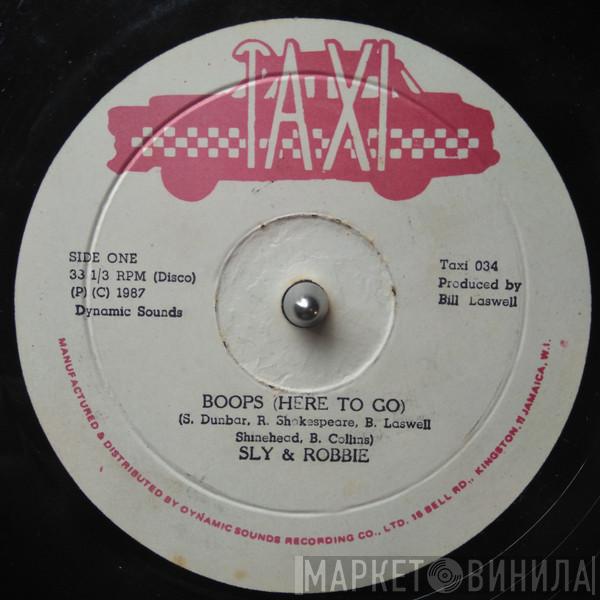 TAXI
SIDE ONE
33 1/3 RPM (Disco)
(P) (C) 1987
Dynamic Sounds
Taxi 034
Produced by
Bill Laswell
BOOPS (HERE TO GO)
(S. Dunbar, R. Shakespeare, B. Laswell
Shinehead, B. Collins)
SLY & ROBBIE
MANUFACTURED & DISTRIBUTED BY DYNAMIC SOUNDS RECORDING CO., LTD. 15 BELL RD., KINGSTON, 11 JAMAICA, W.I.
МАРКЕТ ВИНИЛА